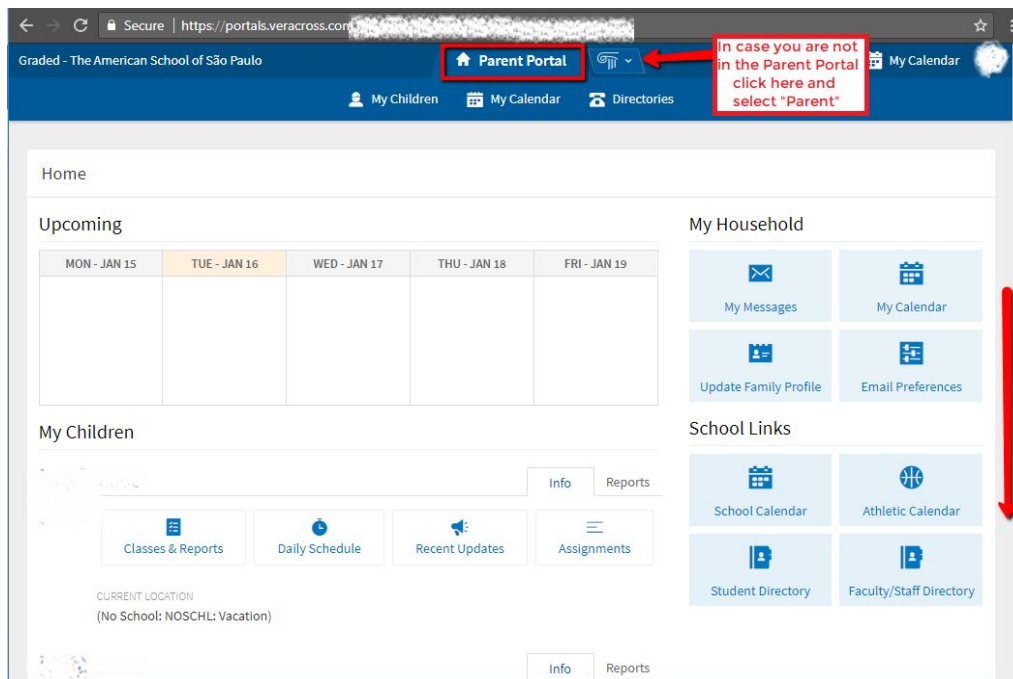 Secure | https://portals.veracross.com
Graded - The American School of São Paulo
Parent Portal
In case you are not
in the Parent Portal
click here and
select "Parent"
My Calendar
My Children
My Calendar
Directories
Home
Upcoming
MON - JAN 15
TUE - JAN 16
WED - JAN 17
THU - JAN 18
FRI - JAN 19
My Household
My Messages
My Calendar
Update Family Profile
Email Preferences
My Children
Info
Reports
Classes & Reports
Daily Schedule
Recent Updates
Assignments
CURRENT LOCATION
(No School: NOSCHL: Vacation)
Info
Reports
School Links
School Calendar
Athletic Calendar
Student Directory
Faculty/Staff Directory